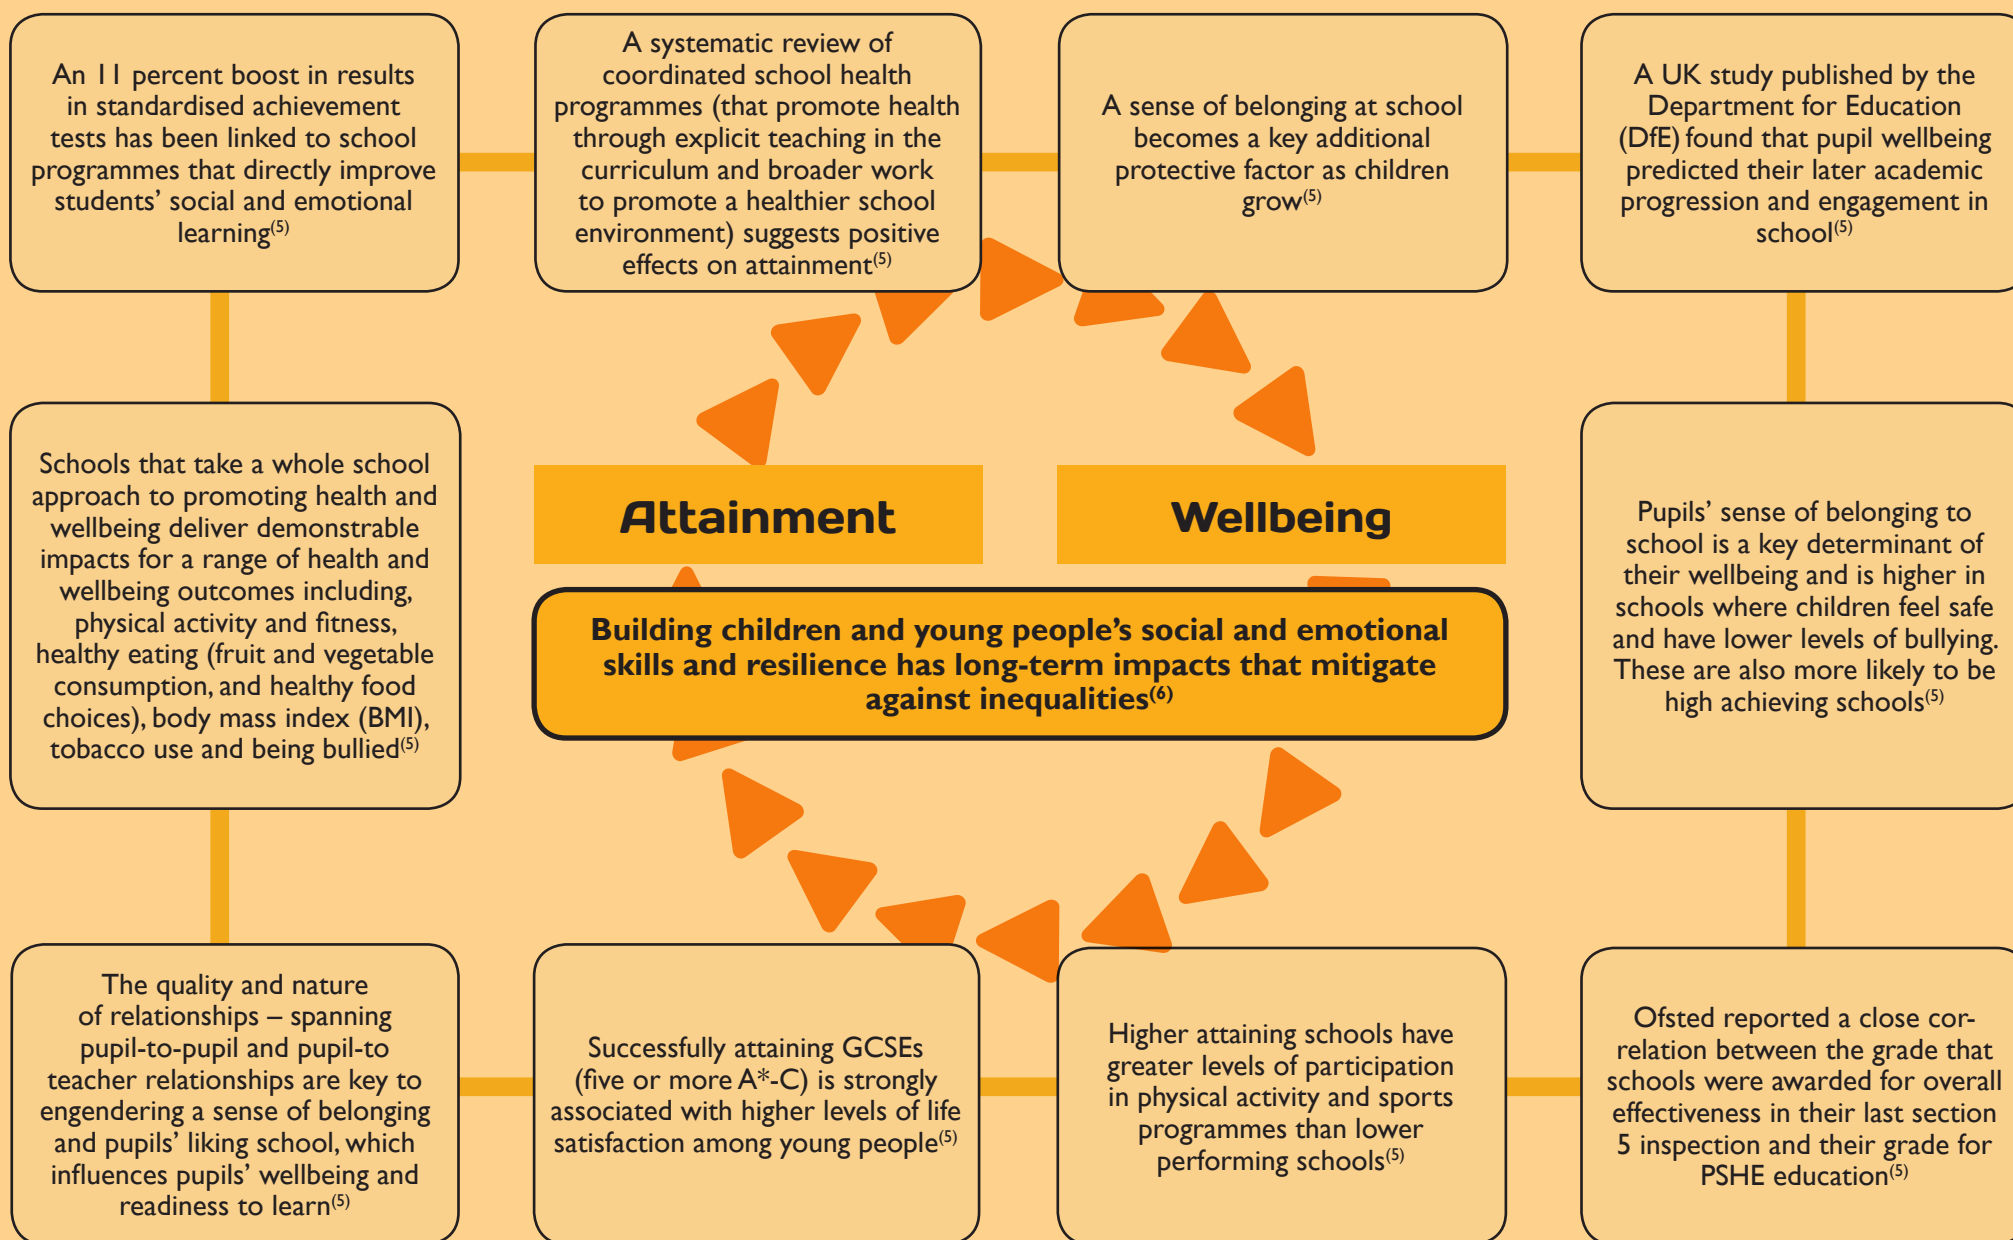 An 11 percent boost in results
in standardised achievement
tests has been linked to school
programmes that directly improve
students’ social and emotional
learning(5)
A systematic review of
coordinated school health
programmes (that promote health
through explicit teaching in the
curriculum and broader work
to promote a healthier school
environment) suggests positive
effects on attainment(5)
A sense of belonging at school
becomes a key additional
protective factor as children
grow(5)
A UK study published by the
Department for Education
(DfE) found that pupil wellbeing
predicted their later academic
progression and engagement in
school(5)
Schools that take a whole school
approach to promoting health and
wellbeing deliver demonstrable
impacts for a range of health and
wellbeing outcomes including,
physical activity and fitness,
healthy eating (fruit and vegetable
consumption, and healthy food
choices), body mass index (BMI),
tobacco use and being bullied(5)
Attainment
Wellbeing
Building children and young people’s social and emotional
skills and resilience has long-term impacts that mitigate
against inequalities(6)
Pupils’ sense of belonging to
school is a key determinant of
their wellbeing and is higher in
schools where children feel safe
and have lower levels of bullying.
These are also more likely to be
high achieving schools(5)
The quality and nature
of relationships – spanning
pupil-to-pupil and pupil-to
teacher relationships are key to
engendering a sense of belonging
and pupils’ liking school, which
influences pupils’ wellbeing and
readiness to learn(5)
Successfully attaining GCSEs
(five or more A*-C) is strongly
associated with higher levels of life
satisfaction among young people(5)
Higher attaining schools have
greater levels of participation
in physical activity and sports
programmes than lower
performing schools(5)
Ofsted reported a close cor-
relation between the grade that
schools were awarded for overall
effectiveness in their last section
5 inspection and their grade for
PSHE education(5)